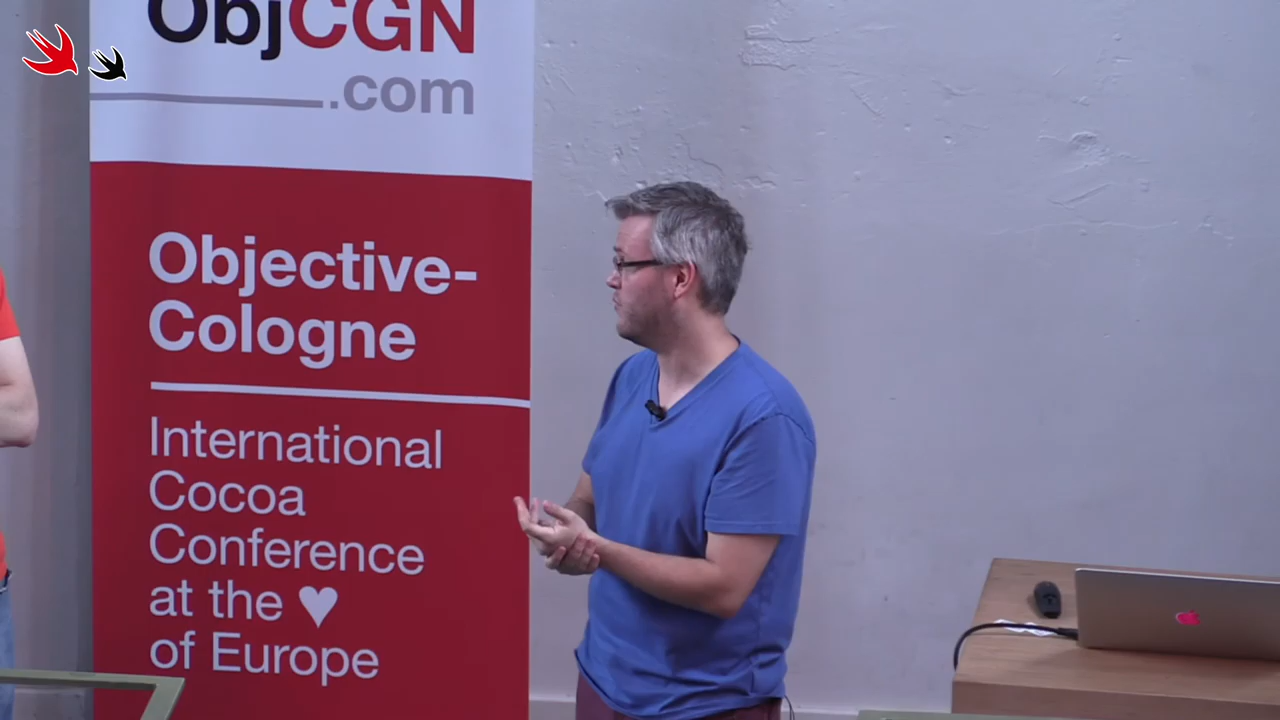 ObjCGN
.com
Objective-
Cologne
International
Cocoa
Conference
at the ♥
of Europe